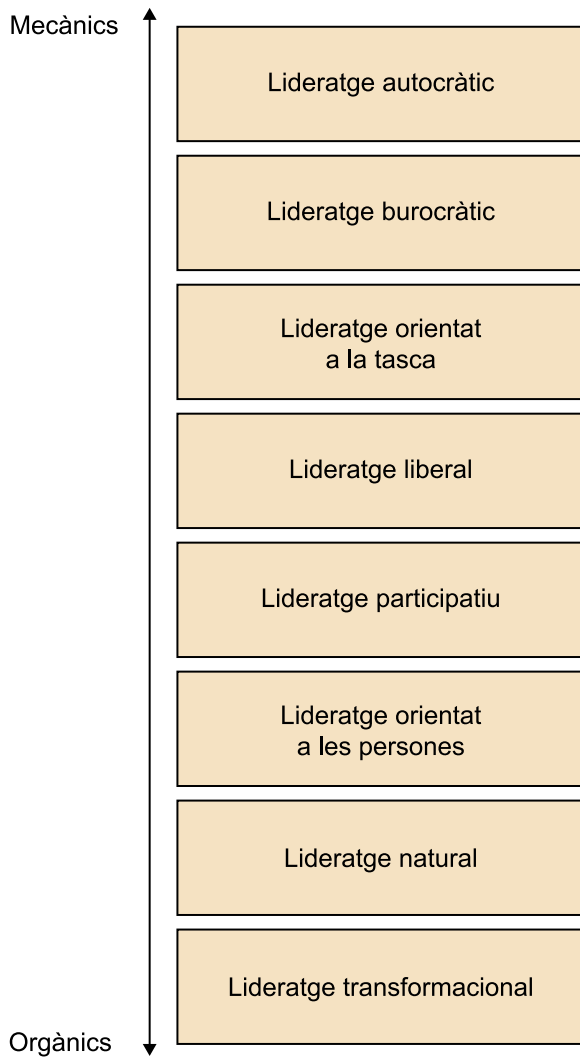 Mecànics
Lideratge autocràtic
Lideratge burocràtic
Lideratge orientat
a la tasca
Lideratge liberal
Lideratge participatiu
Lideratge orientat
a les persones
Lideratge natural
Lideratge transformacional
Orgànics